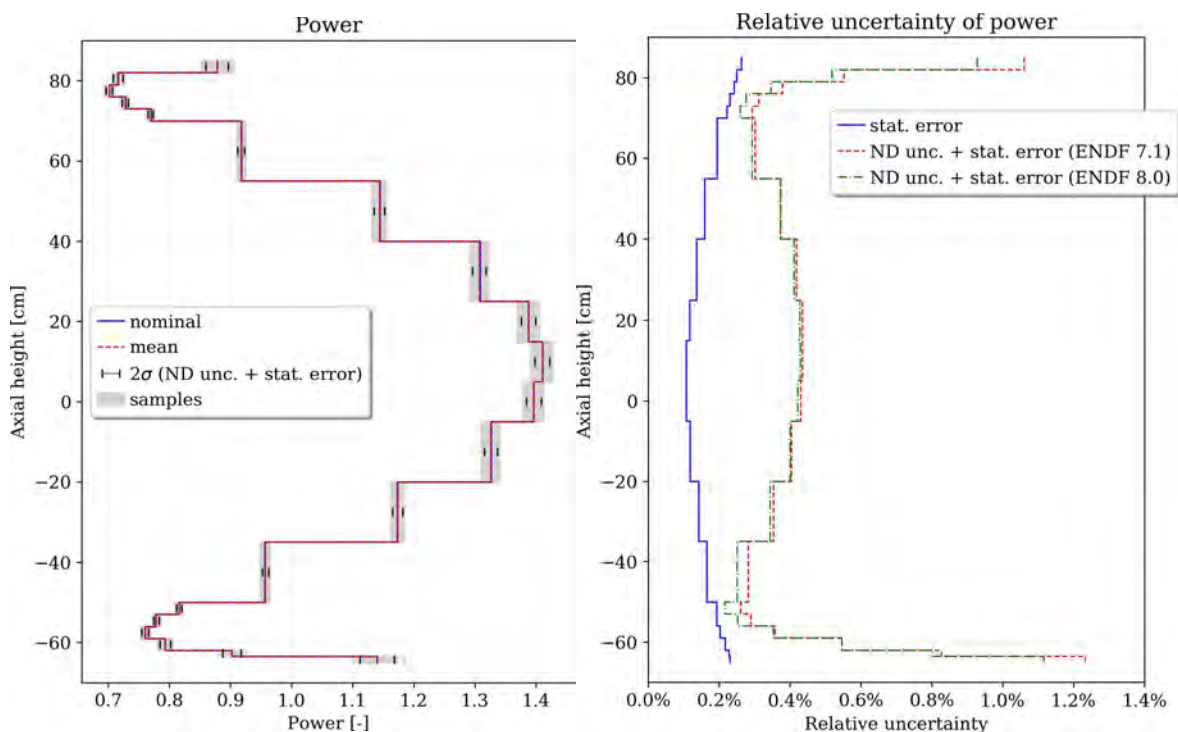 Power
Axial height [cm]
80
60
40
20
0
−20
−40
−60
nominal
mean
2σ (ND unc. + stat. error)
samples
0.7 0.8 0.9 1.0 1.1 1.2 1.3 1.4
Power [-]
Relative uncertainty of power
Axial height [cm]
80
60
40
20
0
−20
−40
−60
stat. error
ND unc. + stat. error (ENDF 7.1)
ND unc. + stat. error (ENDF 8.0)
0.0% 0.2% 0.4% 0.6% 0.8% 1.0% 1.2% 1.4%
Relative uncertainty